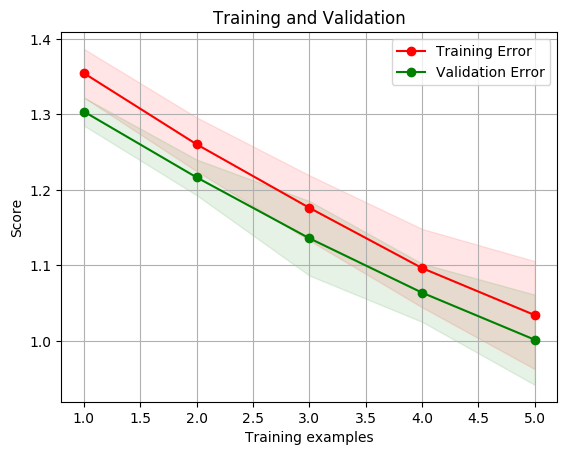 Training and Validation
Training Error
Validation Error
1.4
1.3
1.2
1.1
1.0
Score
1.0 1.5 2.0 2.5 3.0 3.5 4.0 4.5 5.0
Training examples